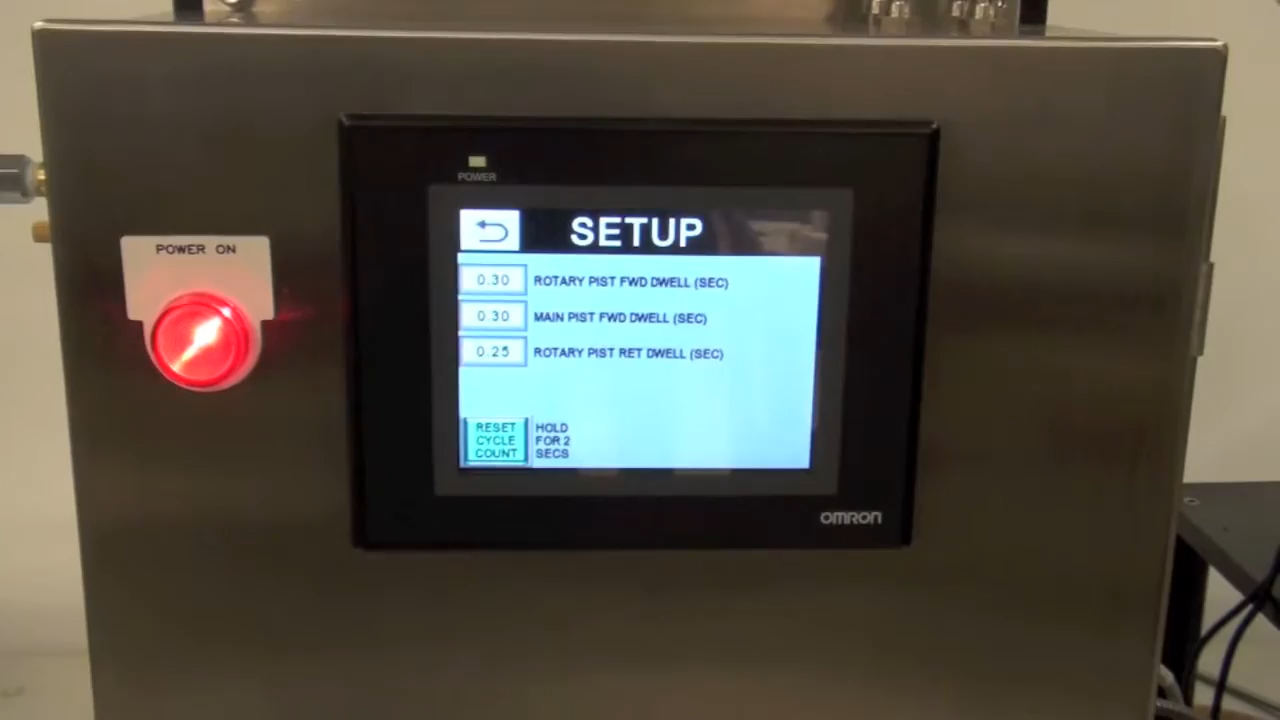 POWER
POWER ON
SETUP
0.30 ROTARY PIST FWD DWELL (SEC)
0.30 MAIN PIST FWD DWELL (SEC)
0.25 ROTARY PIST RET DWELL (SEC)
RESET
CYCLE
COUNT
HOLD
FOR 2
SECS
OMRON